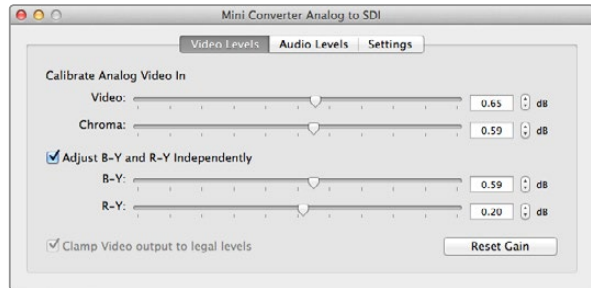 Mini Converter Analog to SDI
Video Levels Audio Levels Settings
Calibrate Analog Video In
Video: 0.65 dB
Chroma: 0.59 dB
Adjust B-Y and R-Y Independently
B-Y: 0.59 dB
R-Y: 0.20 dB
Clamp Video output to legal levels Reset Gain